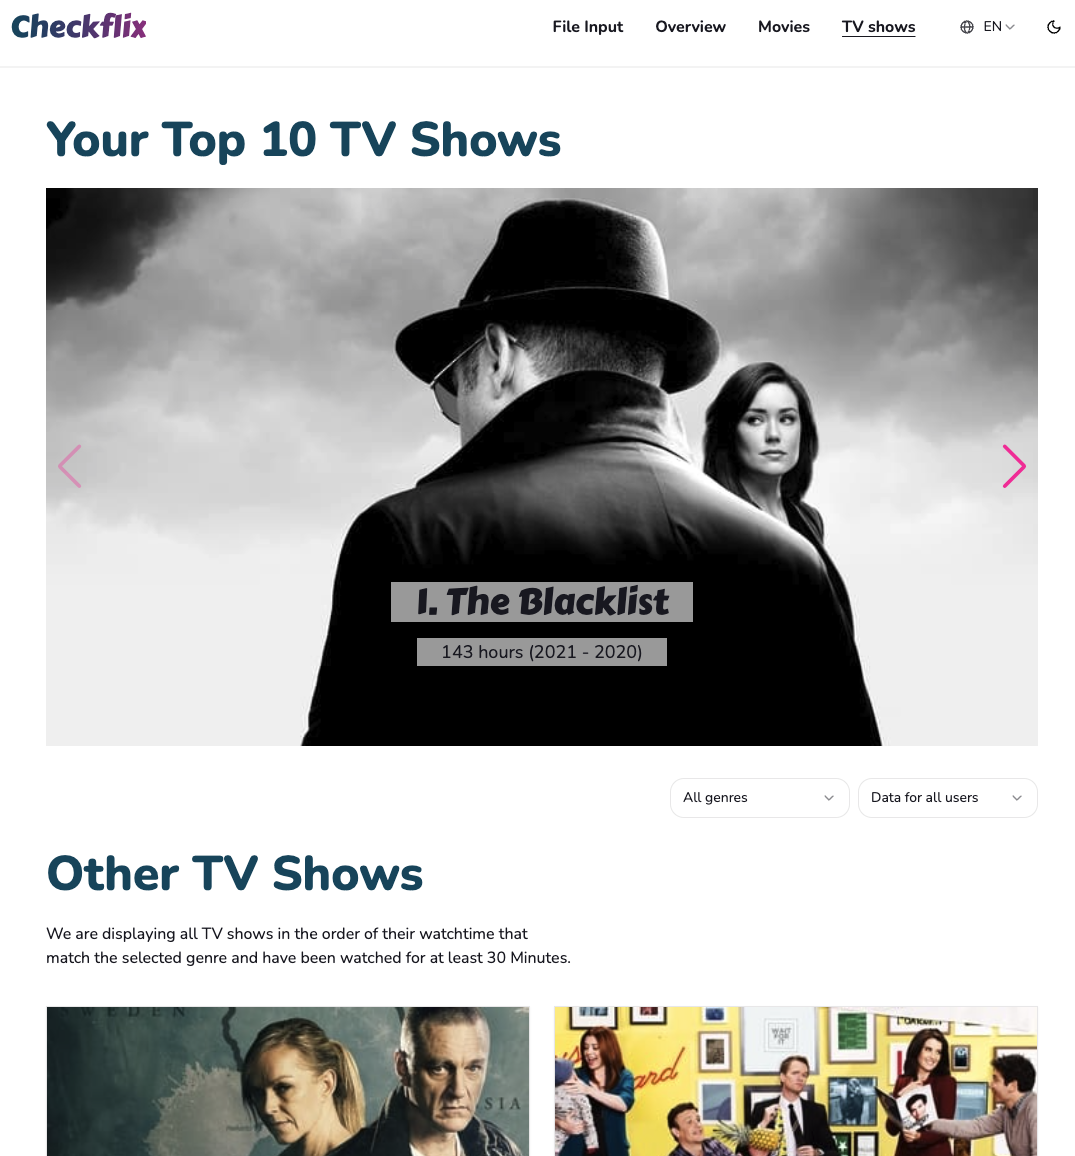 Checkflix
File Input
Overview
Movies
TV shows
EN
Your Top 10 TV Shows
1. The Blacklist
143 hours (2021 - 2020)
All genres
Data for all users
Other TV Shows
We are displaying all TV shows in the order of their watchtime that
match the selected genre and have been watched for at least 30 Minutes.
SWEDEN
SIA
WAIT
FOR
IT